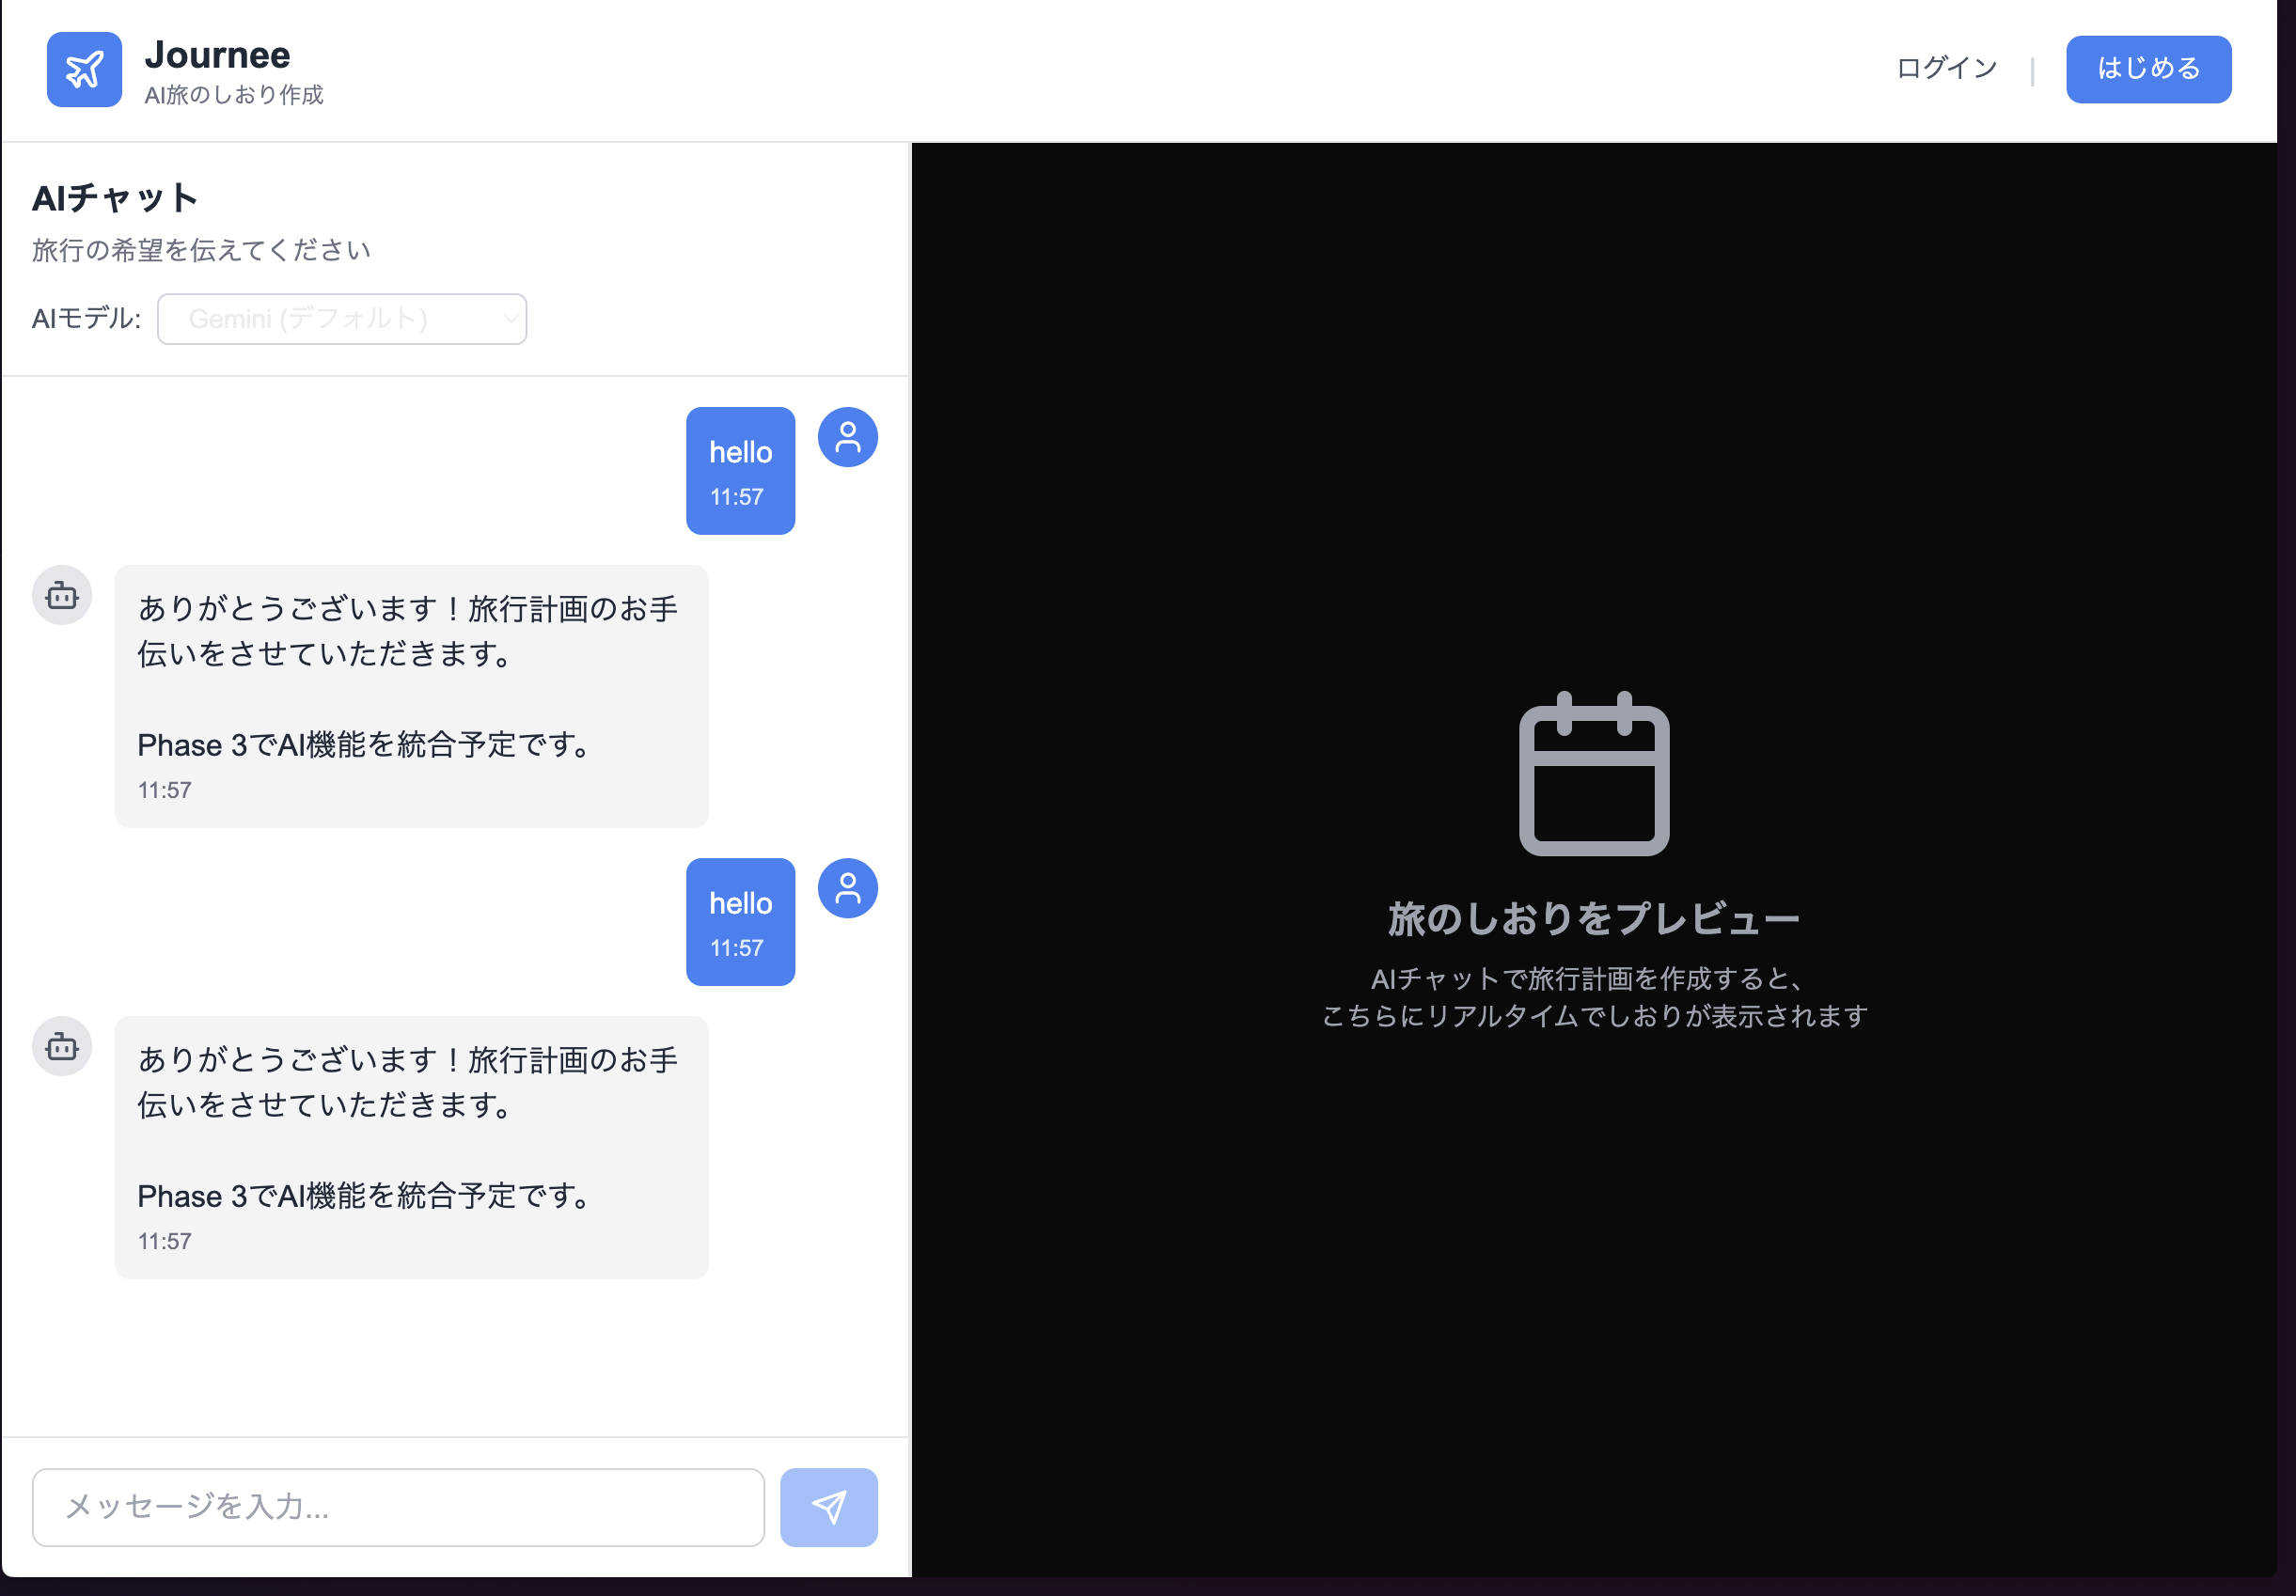 Journee
AI旅のしおり作成
ログイン | はじめる
AIチャット
旅行の希望を伝えてください
AIモデル: Gemini (デフォルト)
hello
11:57
ありがとうございます！旅行計画のお手
伝いをさせていただきます。
Phase 3でAI機能を統合予定です。
11:57
hello
11:57
ありがとうございます！旅行計画のお手
伝いをさせていただきます。
Phase 3でAI機能を統合予定です。
11:57
メッセージを入力...
旅のしおりをプレビュー
AIチャットで旅行計画を作成すると、
こちらにリアルタイムでしおりが表示されます